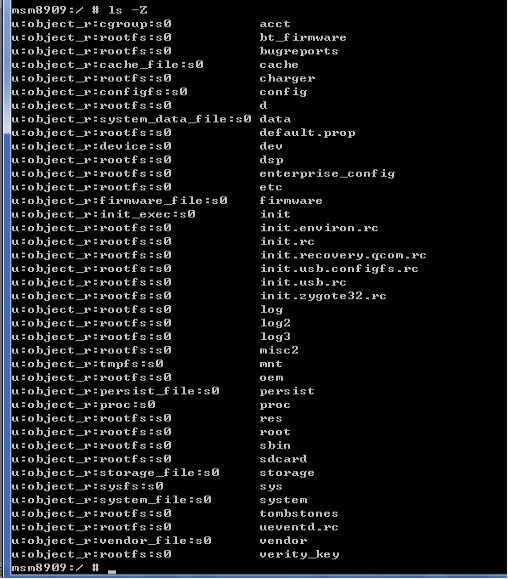 msm8909:/ # ls -Z
u:object_r:cgroup:s0 acct
u:object_r:rootfs:s0 bt_firmware
u:object_r:rootfs:s0 bugreports
u:object_r:cache_file:s0 cache
u:object_r:rootfs:s0 charger
u:object_r:configfs:s0 config
u:object_r:rootfs:s0 d
u:object_r:system_data_file:s0 data
u:object_r:rootfs:s0 default.prop
u:object_r:device:s0 dev
u:object_r:rootfs:s0 dsp
u:object_r:rootfs:s0 enterprise_config
u:object_r:rootfs:s0 etc
u:object_r:firmware_file:s0 firmware
u:object_r:init_exec:s0 init
u:object_r:rootfs:s0 init.environ.rc
u:object_r:rootfs:s0 init.rc
u:object_r:rootfs:s0 init.recovery.qcom.rc
u:object_r:rootfs:s0 init.usb.configfs.rc
u:object_r:rootfs:s0 init.usb.rc
u:object_r:rootfs:s0 init.zygote32.rc
u:object_r:rootfs:s0 log
u:object_r:rootfs:s0 log2
u:object_r:rootfs:s0 log3
u:object_r:rootfs:s0 misc2
u:object_r:tmpfs:s0 mnt
u:object_r:rootfs:s0 oem
u:object_r:persist_file:s0 persist
u:object_r:proc:s0 proc
u:object_r:rootfs:s0 res
u:object_r:rootfs:s0 root
u:object_r:rootfs:s0 sbin
u:object_r:rootfs:s0 sdcard
u:object_r:storage_file:s0 storage
u:object_r:sysfs:s0 sys
u:object_r:system_file:s0 system
u:object_r:rootfs:s0 tombstones
u:object_r:rootfs:s0 ueventd.rc
u:object_r:vendor_file:s0 vendor
u:object_r:rootfs:s0 verity_key
msm8909:/ # _